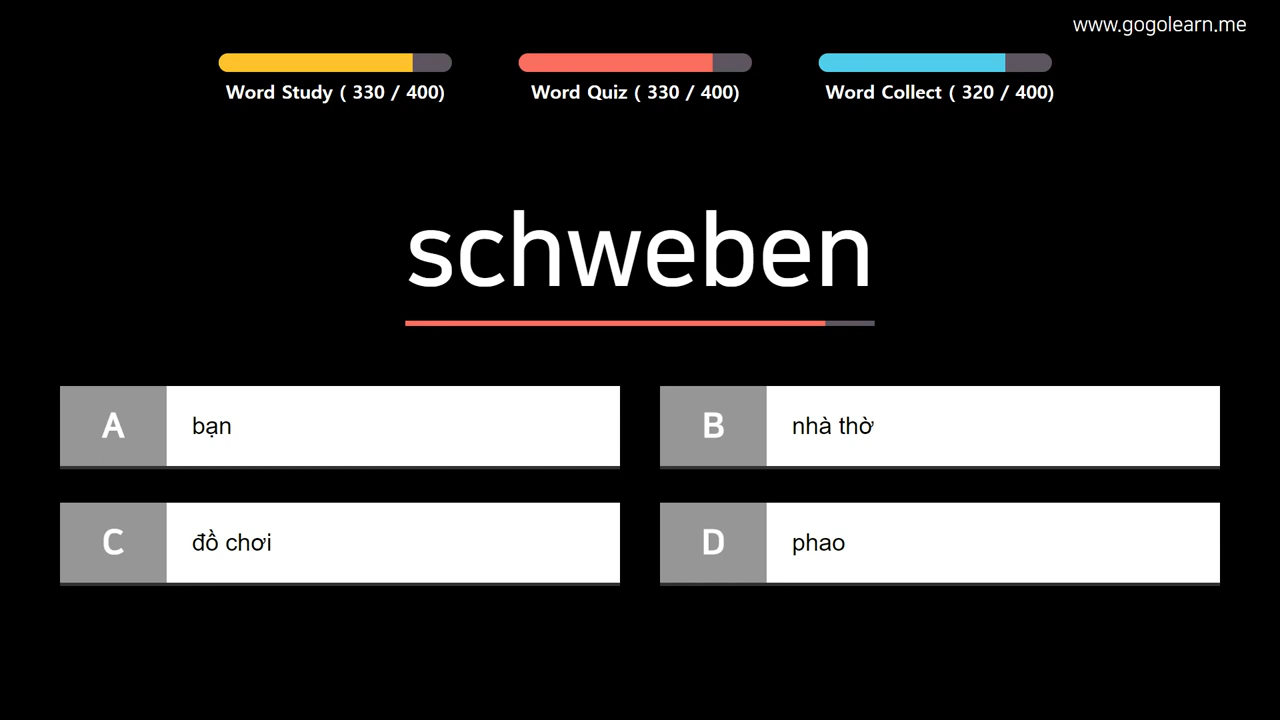 www.gogolearn.me
Word Study ( 330 / 400)
Word Quiz ( 330 / 400)
Word Collect ( 320 / 400)
schweben
A bạn
B nhà thờ
C đồ chơi
D phao